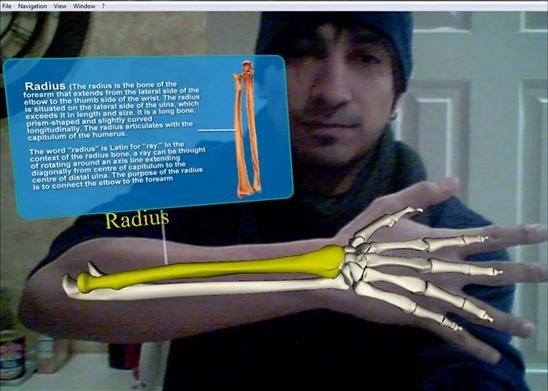 File Navigation View Window ?
Radius (The radius is the bone of the
forearm that extends from the lateral side of the
elbow to the thumb side of the wrist. The radius
is situated on the lateral side of the ulna, which
exceeds it in length and size. It is a long bone,
prism-shaped and slightly curved
longitudinally. The radius articulates with the
capitulum of the humerus.
The word "radius" is Latin for "ray." In the
context of the radius bone, a ray can be thought
of rotating around an axis line extending
diagonally from centre of capitulum to the
centre of distal ulna. The purpose of the radius
is to connect the elbow to the forearm
Radius